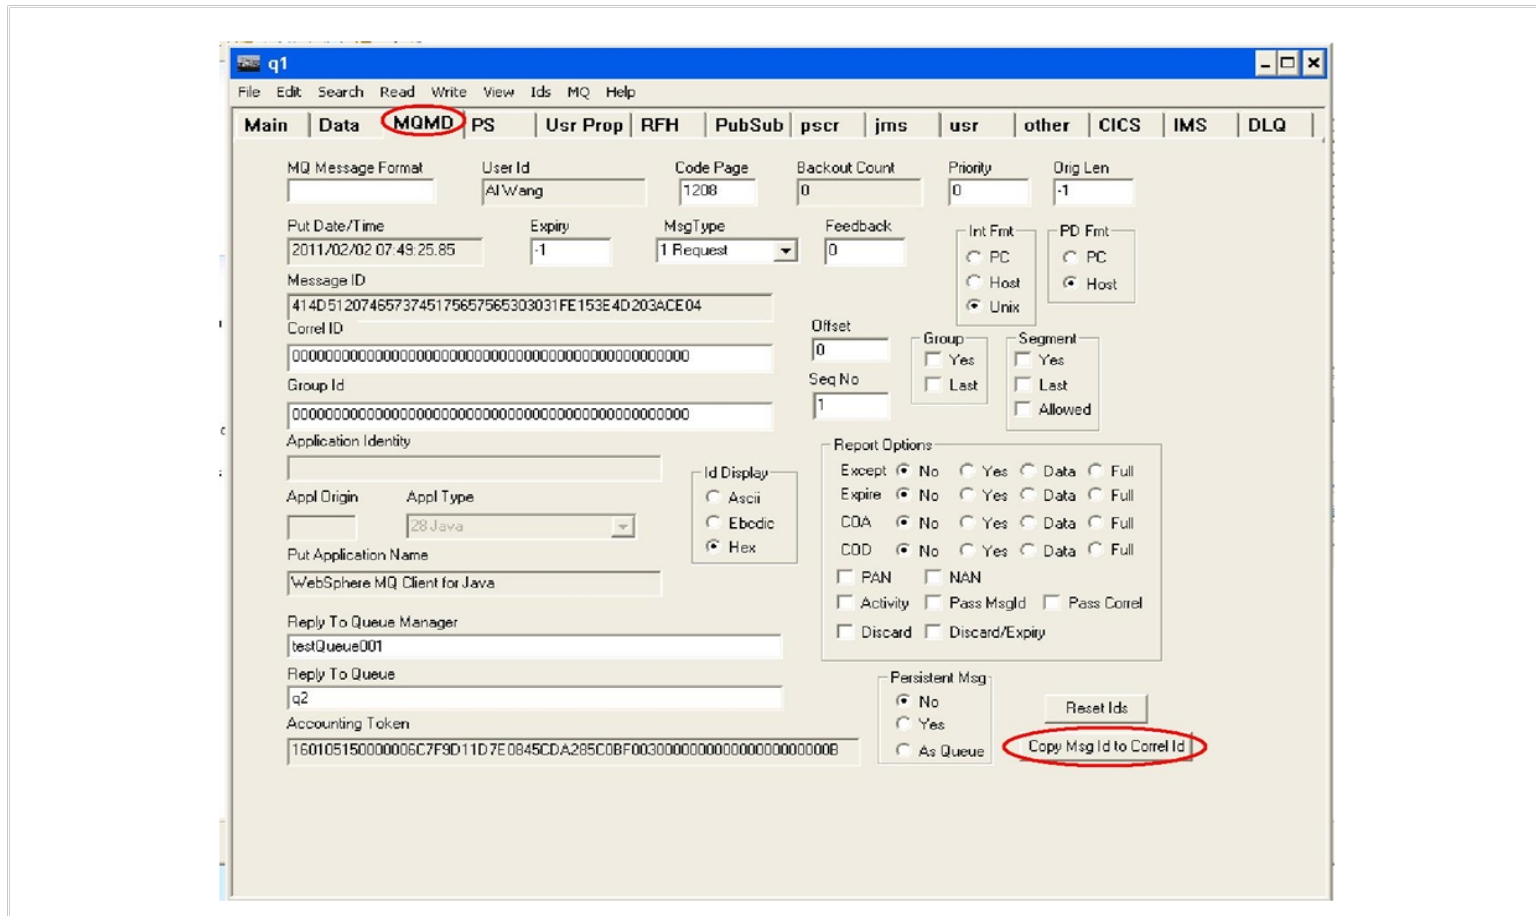 q1
File Edit Search Read Write View Ids MQ Help
Main Data MQMD PS Usr Prop RFH PubSub pscr jms usr other CICS IMS DLQ
MQ Message Format User Id Code Page Backout Count Priority Orig Len
Al Wang 1208 0 0 -1
Put Date/Time Expiry MsgType Feedback Int Fmt PD Fmt
2011/02/02 07:49:25.85 -1 1 Request 0 PC PC
Message ID Host Host
414D5120746573745175657565303031FE153E4D203ACE04 Unix
Correl ID Offset Group Segment
000000000000000000000000000000000000000000000000 0 Yes Yes
Group Id Seq No Last Last
000000000000000000000000000000000000000000000000 1 Allowed
Application Identity Report Options
Id Display Except No Yes Data Full
Appl Origin Appl Type Ascii Expire No Yes Data Full
28 Java Ebcdic COA No Yes Data Full
Put Application Name Hex COD No Yes Data Full
WebSphere MQ Client for Java PAN NAN
Activity Pass MsgId Pass Correl
Reply To Queue Manager Discard Discard/Expiry
testQueue001
Reply To Queue Persistent Msg
q2 No Reset Ids
Accounting Token Yes
As Queue Copy Msg Id to Correl Id